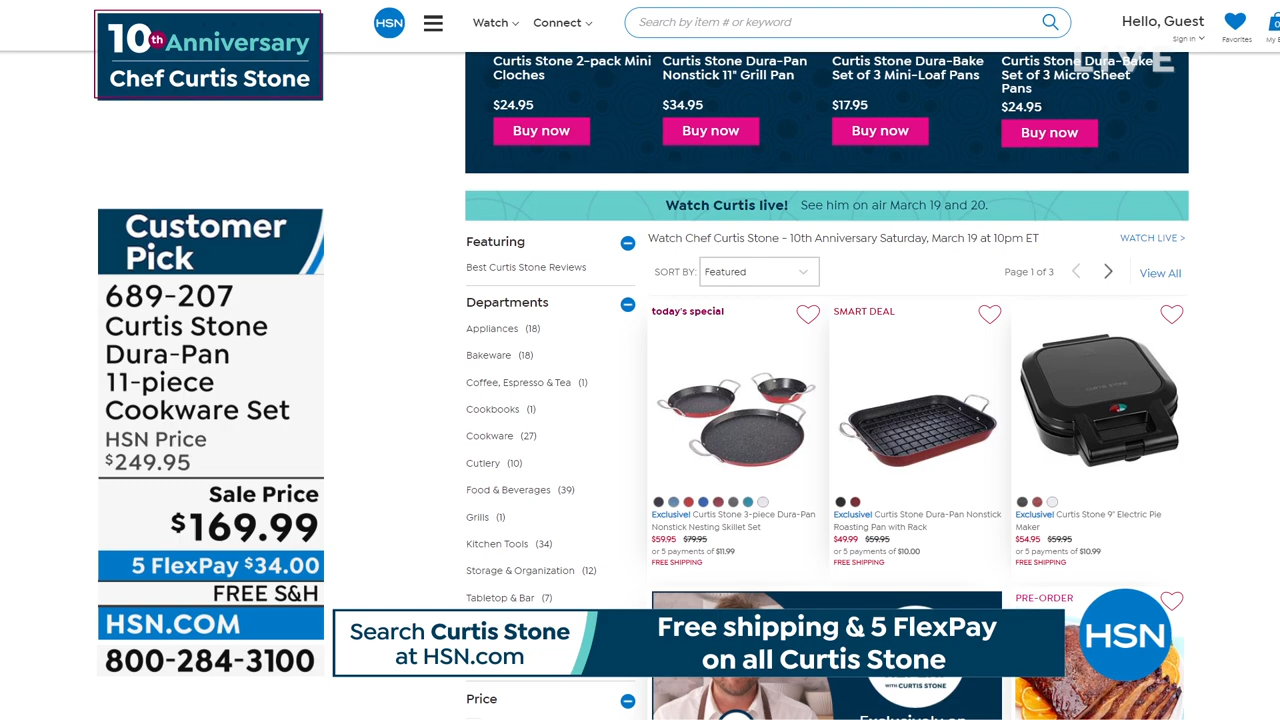 10th Anniversary
Chef Curtis Stone
HSN
Watch
Connect
Search by item # or keyword
Hello, Guest
Sign In
Favorites
My B
LIVE
Curtis Stone 2-pack Mini
Cloches
$24.95
Buy now
Curtis Stone Dura-Pan
Nonstick 11" Grill Pan
$34.95
Buy now
Curtis Stone Dura-Bake
Set of 3 Mini-Loaf Pans
$17.95
Buy now
Curtis Stone Dura-Bake
Set of 3 Micro Sheet
Pans
$24.95
Buy now
Watch Curtis live! See him on air March 19 and 20.
Customer
Pick
689-207
Curtis Stone
Dura-Pan
11-piece
Cookware Set
HSN Price
$249.95
Sale Price
$169.99
5 FlexPay $34.00
FREE S&H
HSN.COM
800-284-3100
Featuring
Best Curtis Stone Reviews
Departments
Appliances (18)
Bakeware (18)
Coffee, Espresso & Tea (1)
Cookbooks (1)
Cookware (27)
Cutlery (10)
Food & Beverages (39)
Grills (1)
Kitchen Tools (34)
Storage & Organization (12)
Tabletop & Bar (7)
Price
Watch Chef Curtis Stone - 10th Anniversary Saturday, March 19 at 10pm ET
WATCH LIVE >
SORT BY: Featured
Page 1 of 3
View All
today's special
Exclusive! Curtis Stone 3-piece Dura-Pan
Nonstick Nesting Skillet Set
$59.95 $79.95
or 5 payments of $11.99
FREE SHIPPING
SMART DEAL
Exclusive! Curtis Stone Dura-Pan Nonstick
Roasting Pan with Rack
$49.99 $59.95
or 5 payments of $10.00
FREE SHIPPING
CURTIS STONE
Exclusive! Curtis Stone 9" Electric Pie
Maker
$54.95 $59.95
or 5 payments of $10.99
FREE SHIPPING
PRE-ORDER
Search Curtis Stone
at HSN.com
Free shipping & 5 FlexPay
on all Curtis Stone
HSN
WITH CURTIS STONE
Exclusively on